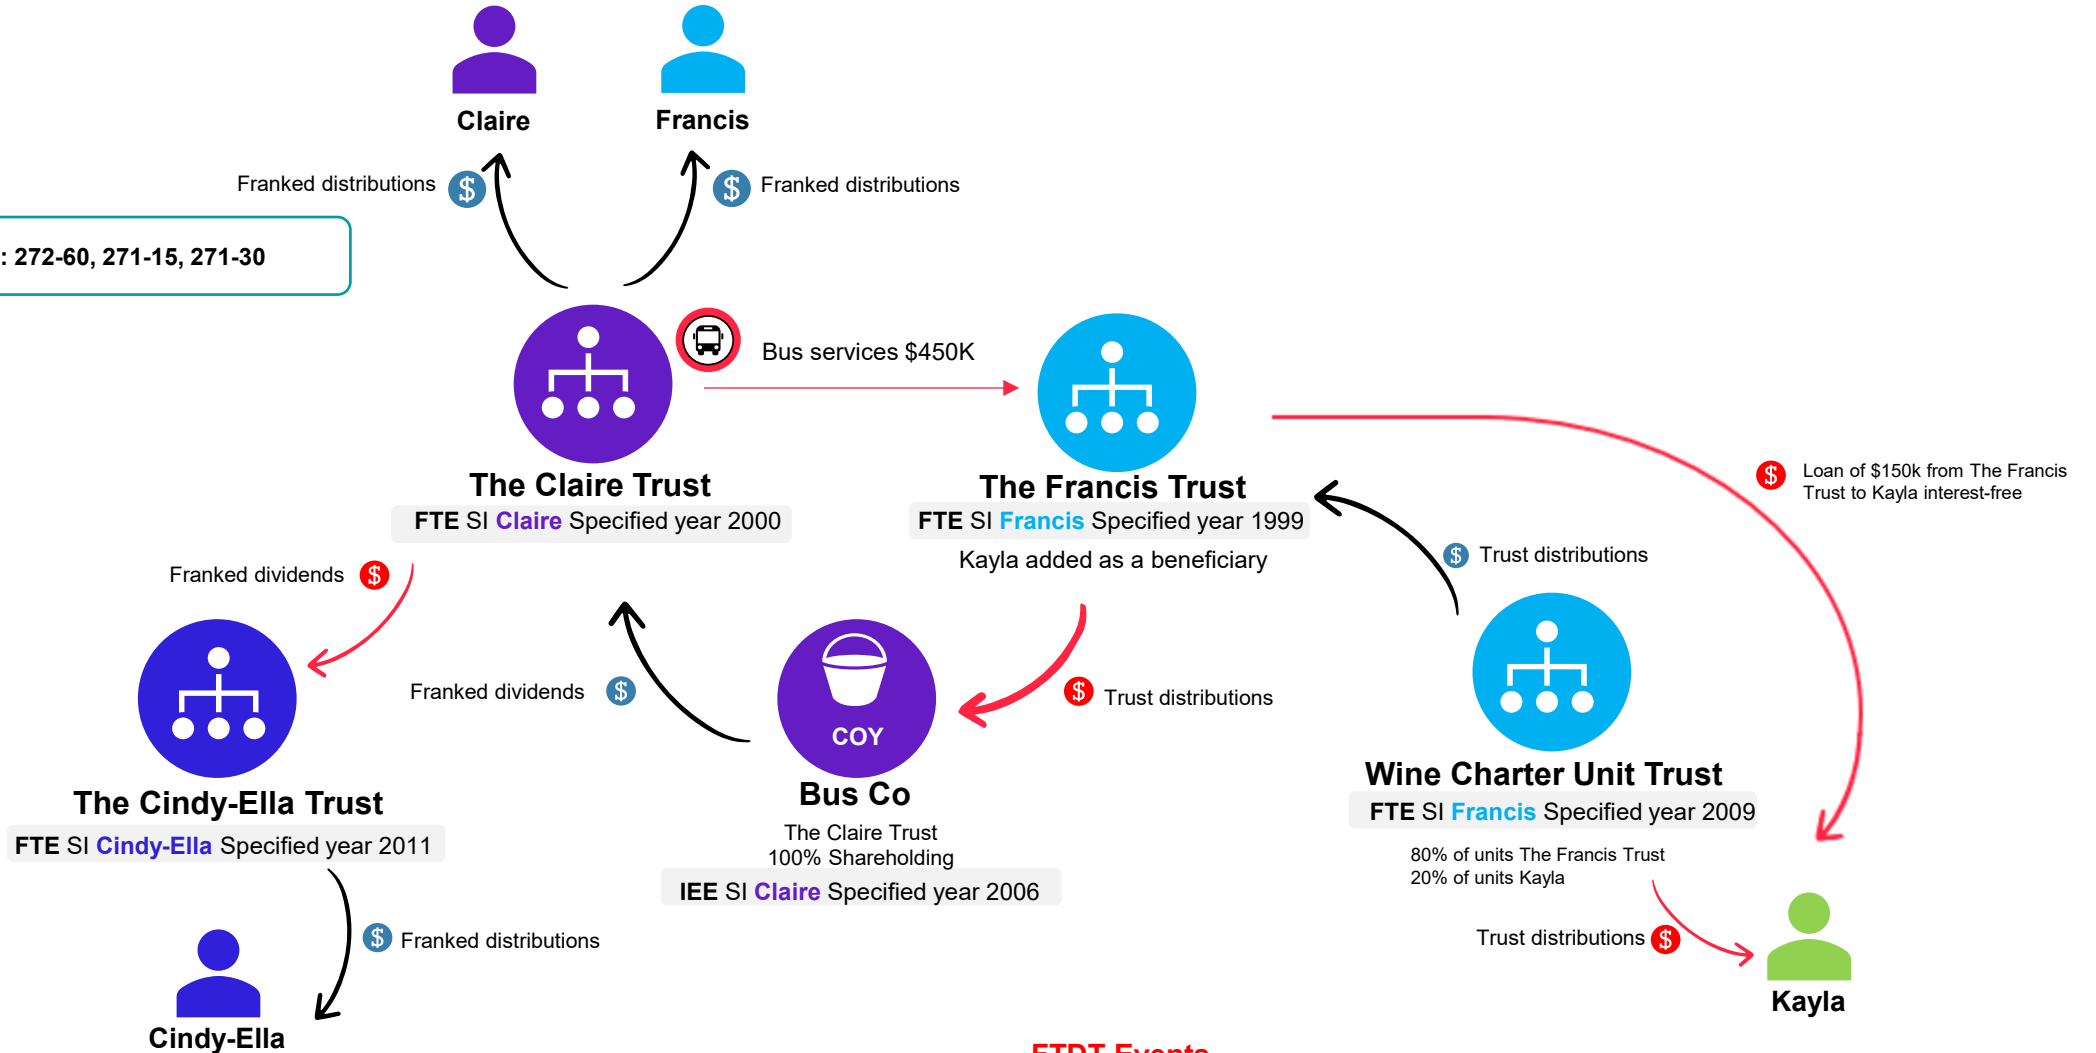 Claire
Francis
Franked distributions
$
$
Franked distributions
: 272-60, 271-15, 271-30
Bus services $450K
The Claire Trust
FTE SI Claire Specified year 2000
The Francis Trust
FTE SI Francis Specified year 1999
Kayla added as a beneficiary
$
Loan of $150k from The Francis
Trust to Kayla interest-free
Franked dividends
$
$
Trust distributions
Franked dividends
$
COY
$
Trust distributions
The Cindy-Ella Trust
FTE SI Cindy-Ella Specified year 2011
Bus Co
The Claire Trust
100% Shareholding
IEE SI Claire Specified year 2006
Wine Charter Unit Trust
FTE SI Francis Specified year 2009
80% of units The Francis Trust
20% of units Kayla
$
Franked distributions
Trust distributions
$
Kayla
Cindy-Ella
FTDT Events